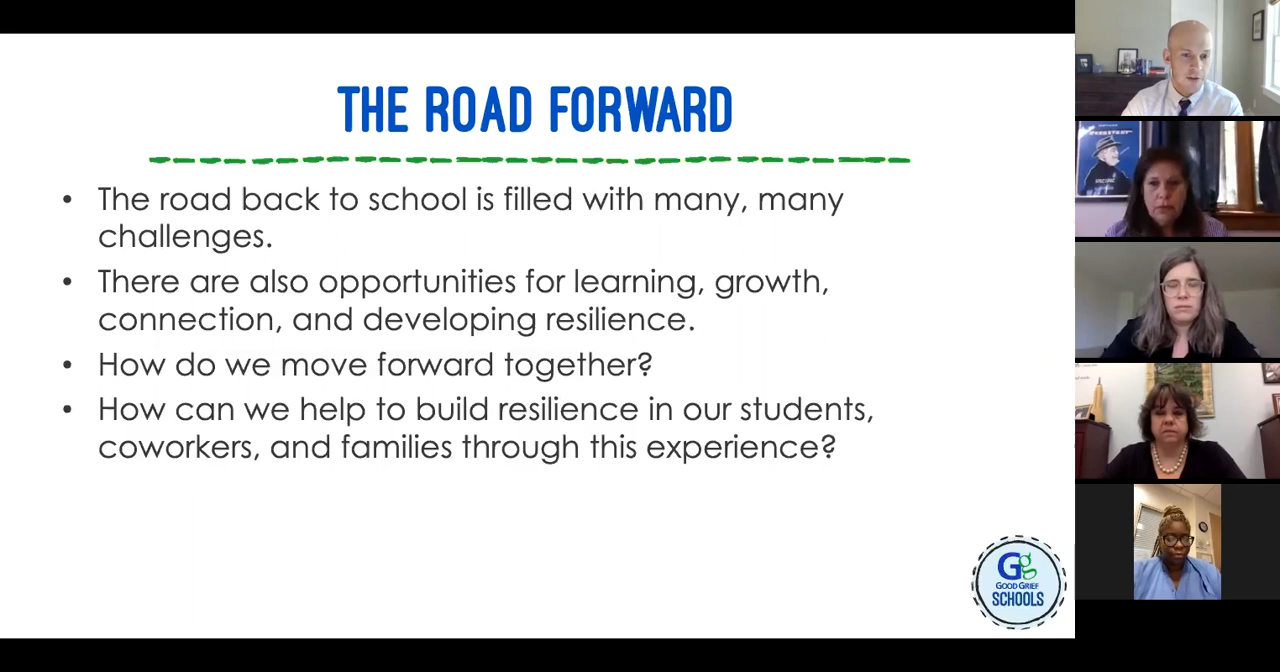 THE ROAD FORWARD
• The road back to school is filled with many, many
challenges.
• There are also opportunities for learning, growth,
connection, and developing resilience.
• How do we move forward together?
• How can we help to build resilience in our students,
coworkers, and families through this experience?
Gg
GOOD GRIEF
SCHOOLS